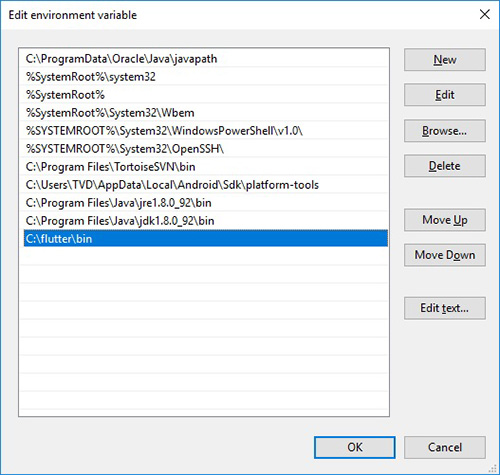 Edit environment variable
C:\ProgramData\Oracle\Java\javapath
%SystemRoot%\system32
%SystemRoot%
%SystemRoot%\System32\Wbem
%SYSTEMROOT%\System32\WindowsPowerShell\v1.0\
%SYSTEMROOT%\System32\OpenSSH\
C:\Program Files\TortoiseSVN\bin
C:\Users\TVD\AppData\Local\Android\Sdk\platform-tools
C:\Program Files\Java\jre1.8.0_92\bin
C:\Program Files\Java\jdk1.8.0_92\bin
C:\flutter\bin
New
Edit
Browse...
Delete
Move Up
Move Down
Edit text...
OK
Cancel